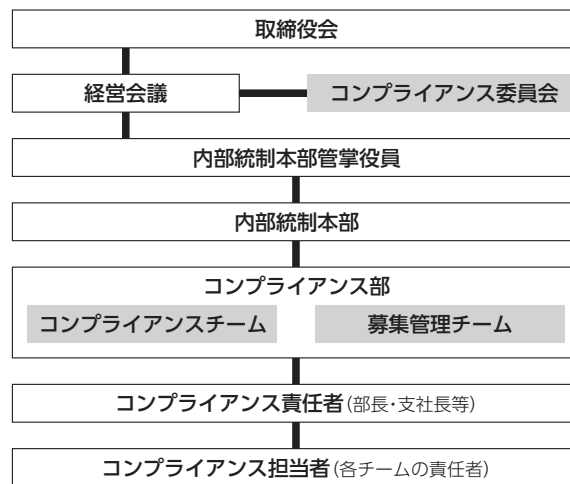 取締役会
経営会議
コンプライアンス委員会
内部統制本部管掌役員
内部統制本部
コンプライアンス部
コンプライアンスチーム
募集管理チーム
コンプライアンス責任者(部長・支社長等)
コンプライアンス担当者(各チームの責任者)